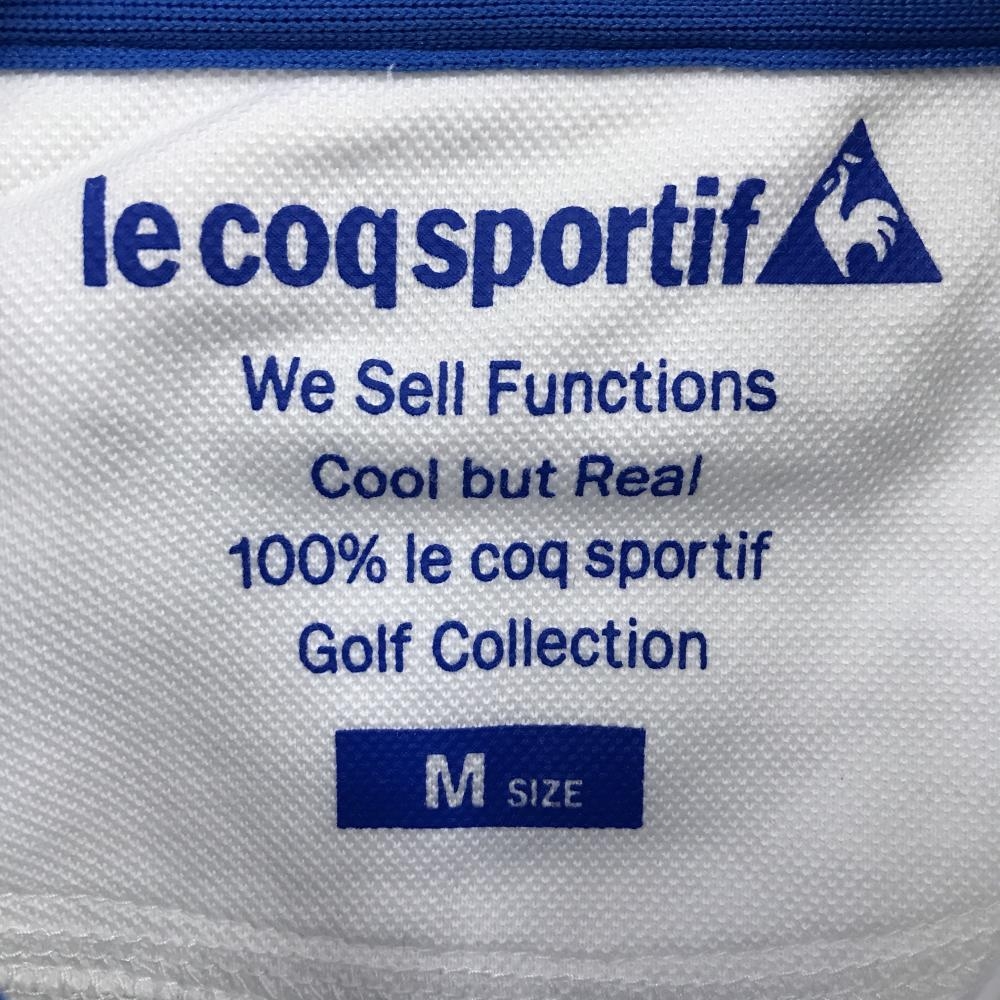 le coq sportif
We Sell Functions
Cool but Real
100% le coq sportif
Golf Collection
M SIZE